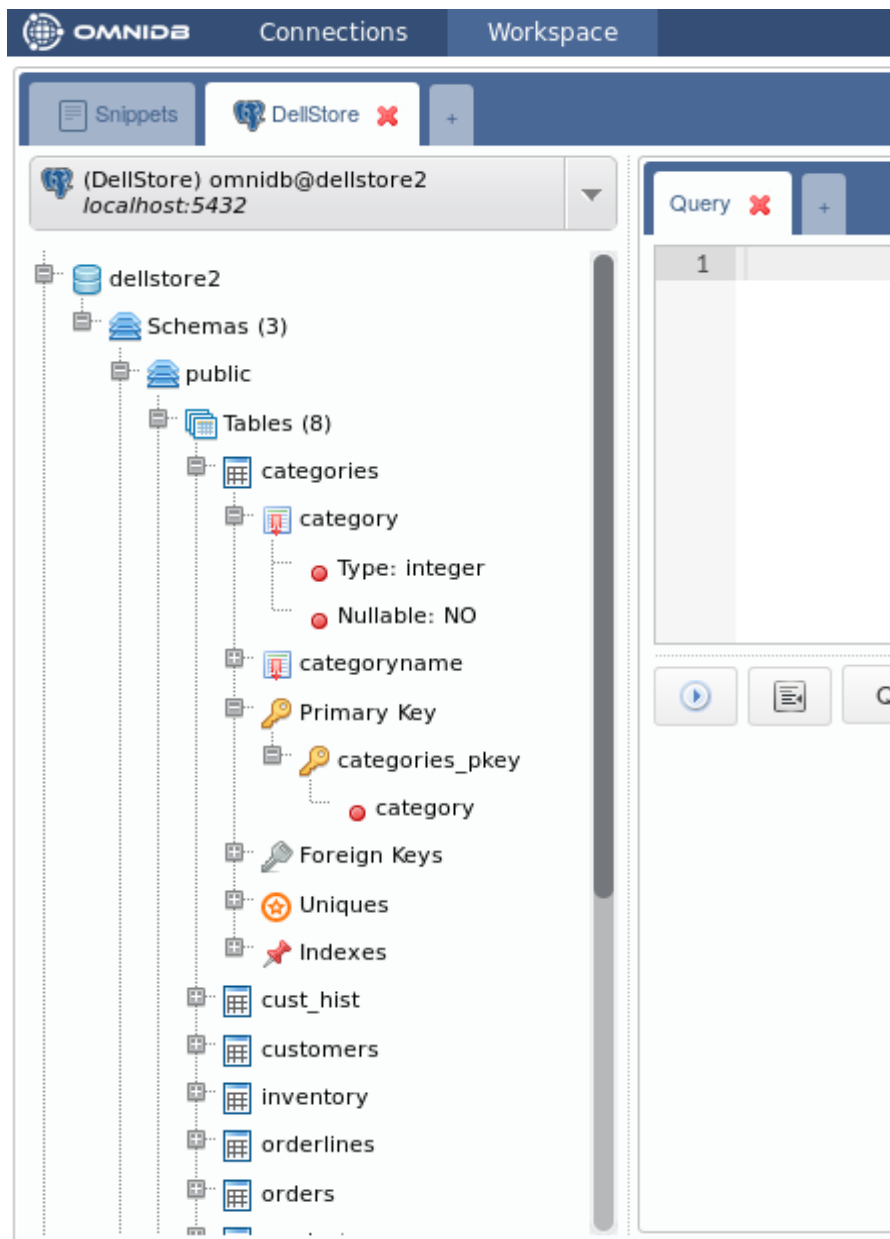 OMNIDB Connections Workspace
Snippets DellStore +
(DellStore) omnidb@dellstore2
localhost:5432
Query +
1
dellstore2
Schemas (3)
public
Tables (8)
categories
category
Type: integer
Nullable: NO
categoryname
Primary Key
categories_pkey
category
Foreign Keys
Uniques
Indexes
cust_hist
customers
inventory
orderlines
orders